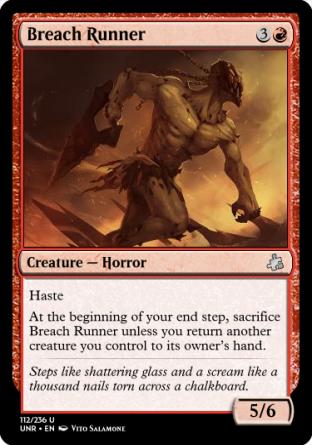 Breach Runner 3
Creature — Horror
Haste
At the beginning of your end step, sacrifice
Breach Runner unless you return another
creature you control to its owner's hand.
Steps like shattering glass and a scream like a
thousand nails torn across a chalkboard.
5/6
112/236 U
UNR • EN Vito Salamone